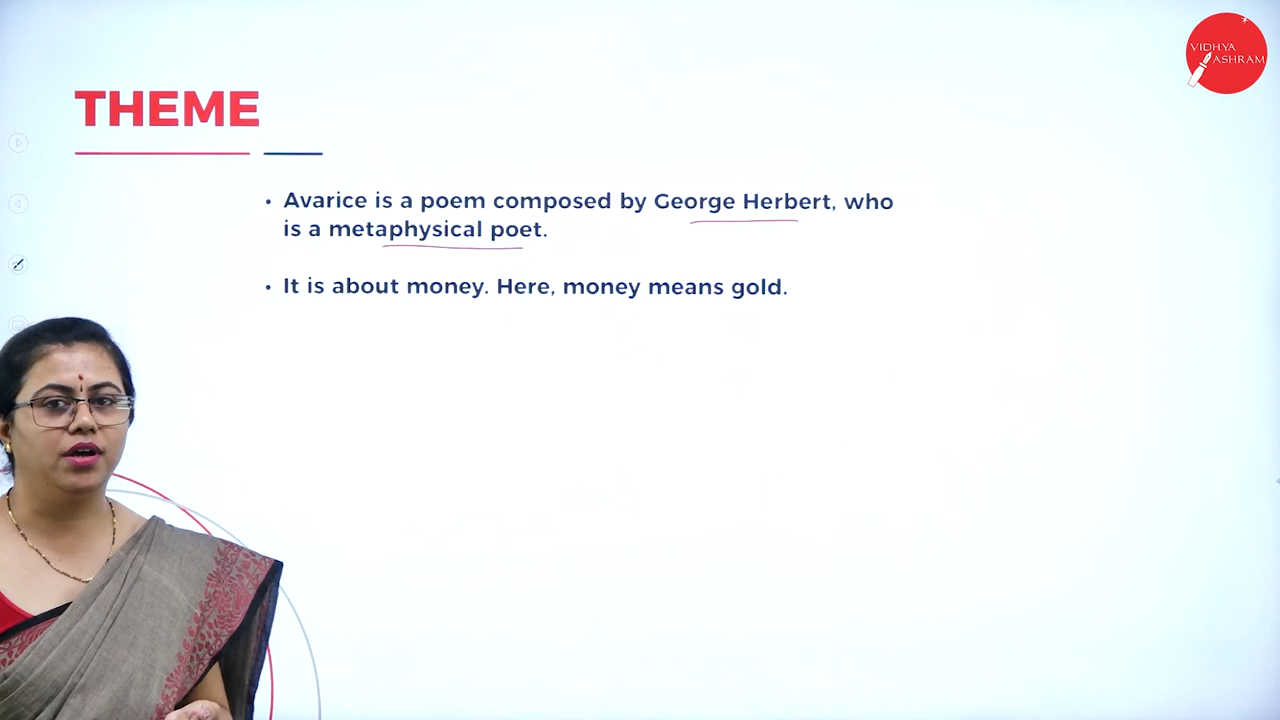 VIDHYA
ASHRAM
THEME
• Avarice is a poem composed by George Herbert, who
is a metaphysical poet.
• It is about money. Here, money means gold.